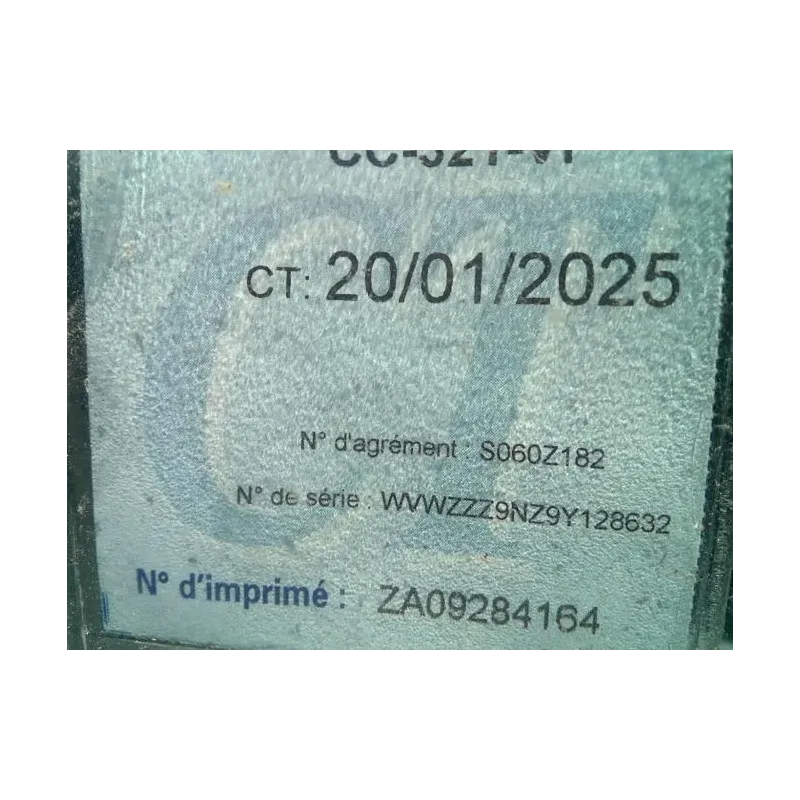 CT: 20/01/2025
N° d'agrément : S060Z182
N° de série : WVWZZZ9NZ9Y128632
N° d'imprimé : ZA09284164